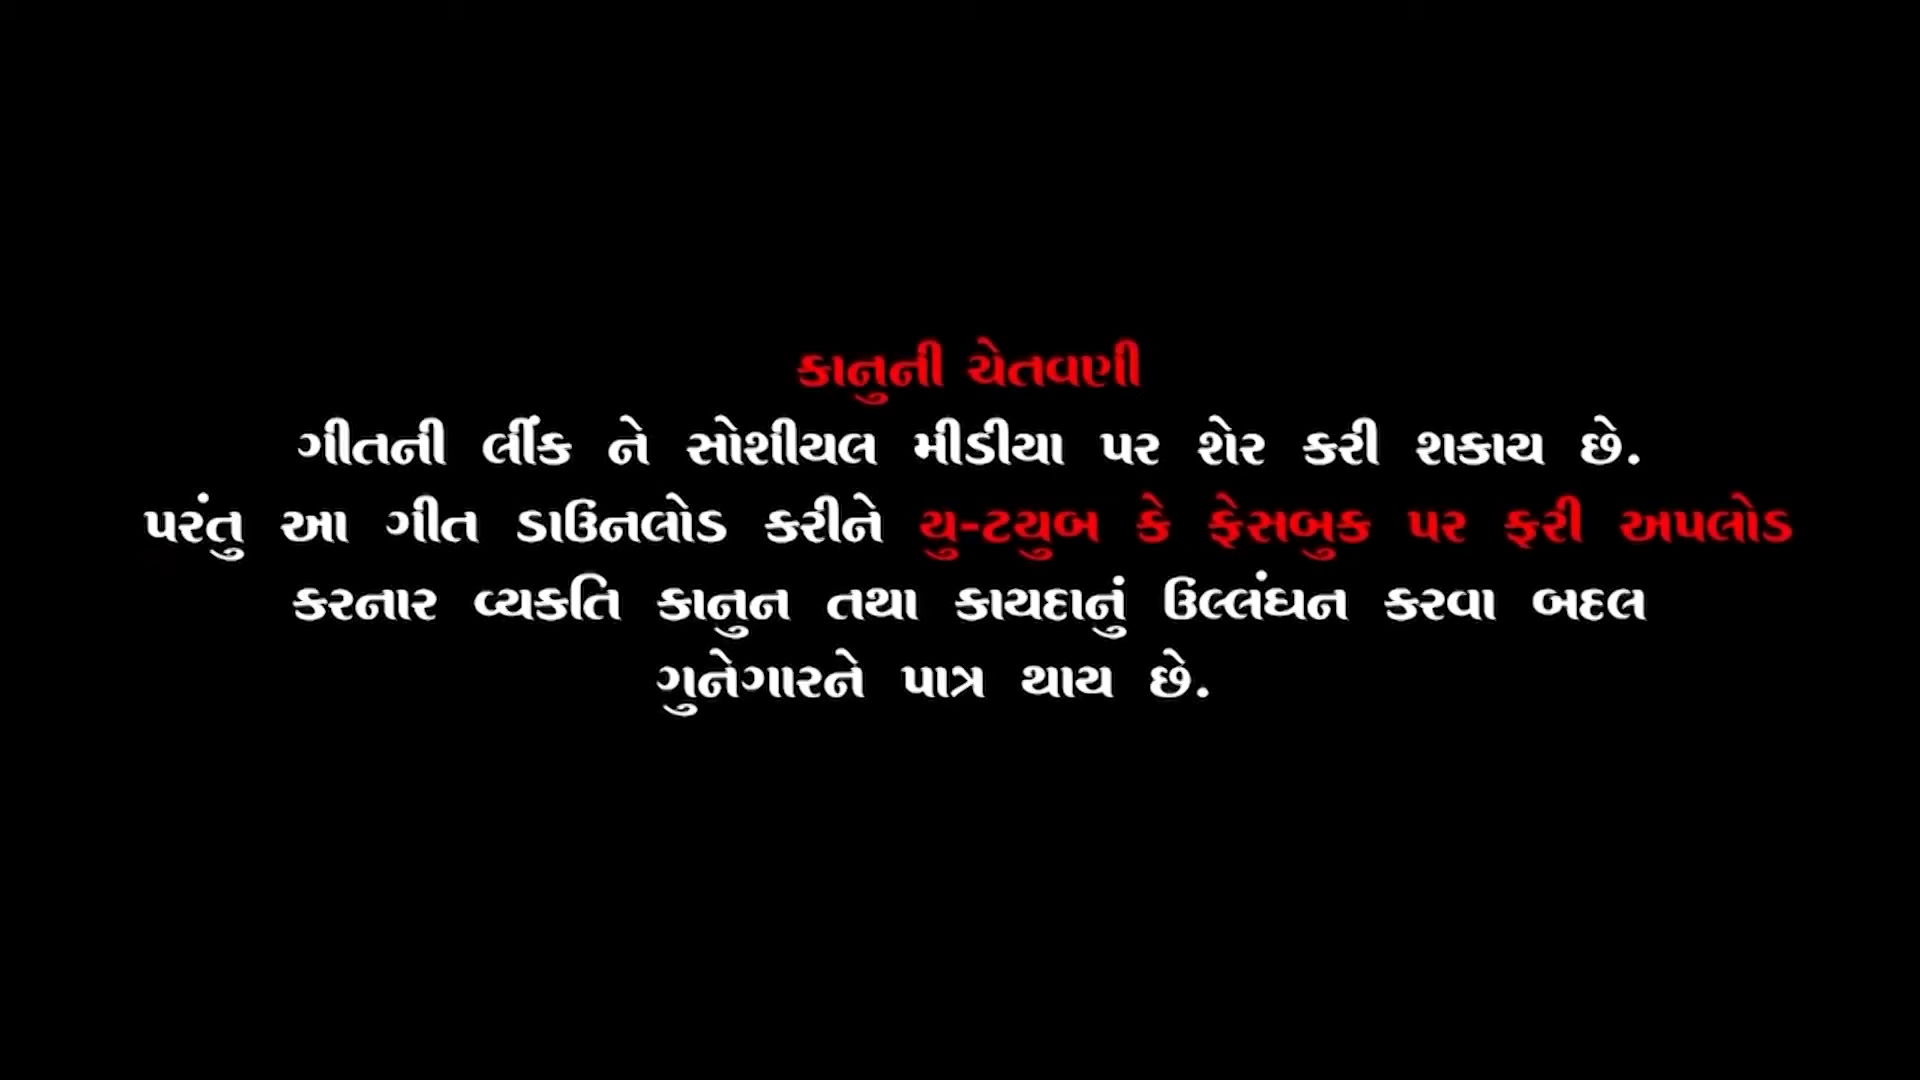 કાનુની ચેતવણી
ગીતની લીંક ને સોશીયલ મીડીયા પર શેર કરી શકાય છે.
પરંતુ આ ગીત ડાઉનલોડ કરીને યુ-ટયુબ કે ફેસબુક પર ફરી અપલોડ
કરનાર વ્યકતિ કાનુન તથા કાયદાનું ઉલ્લંઘન કરવા બદલ
ગુનેગારને પાત્ર થાય છે.